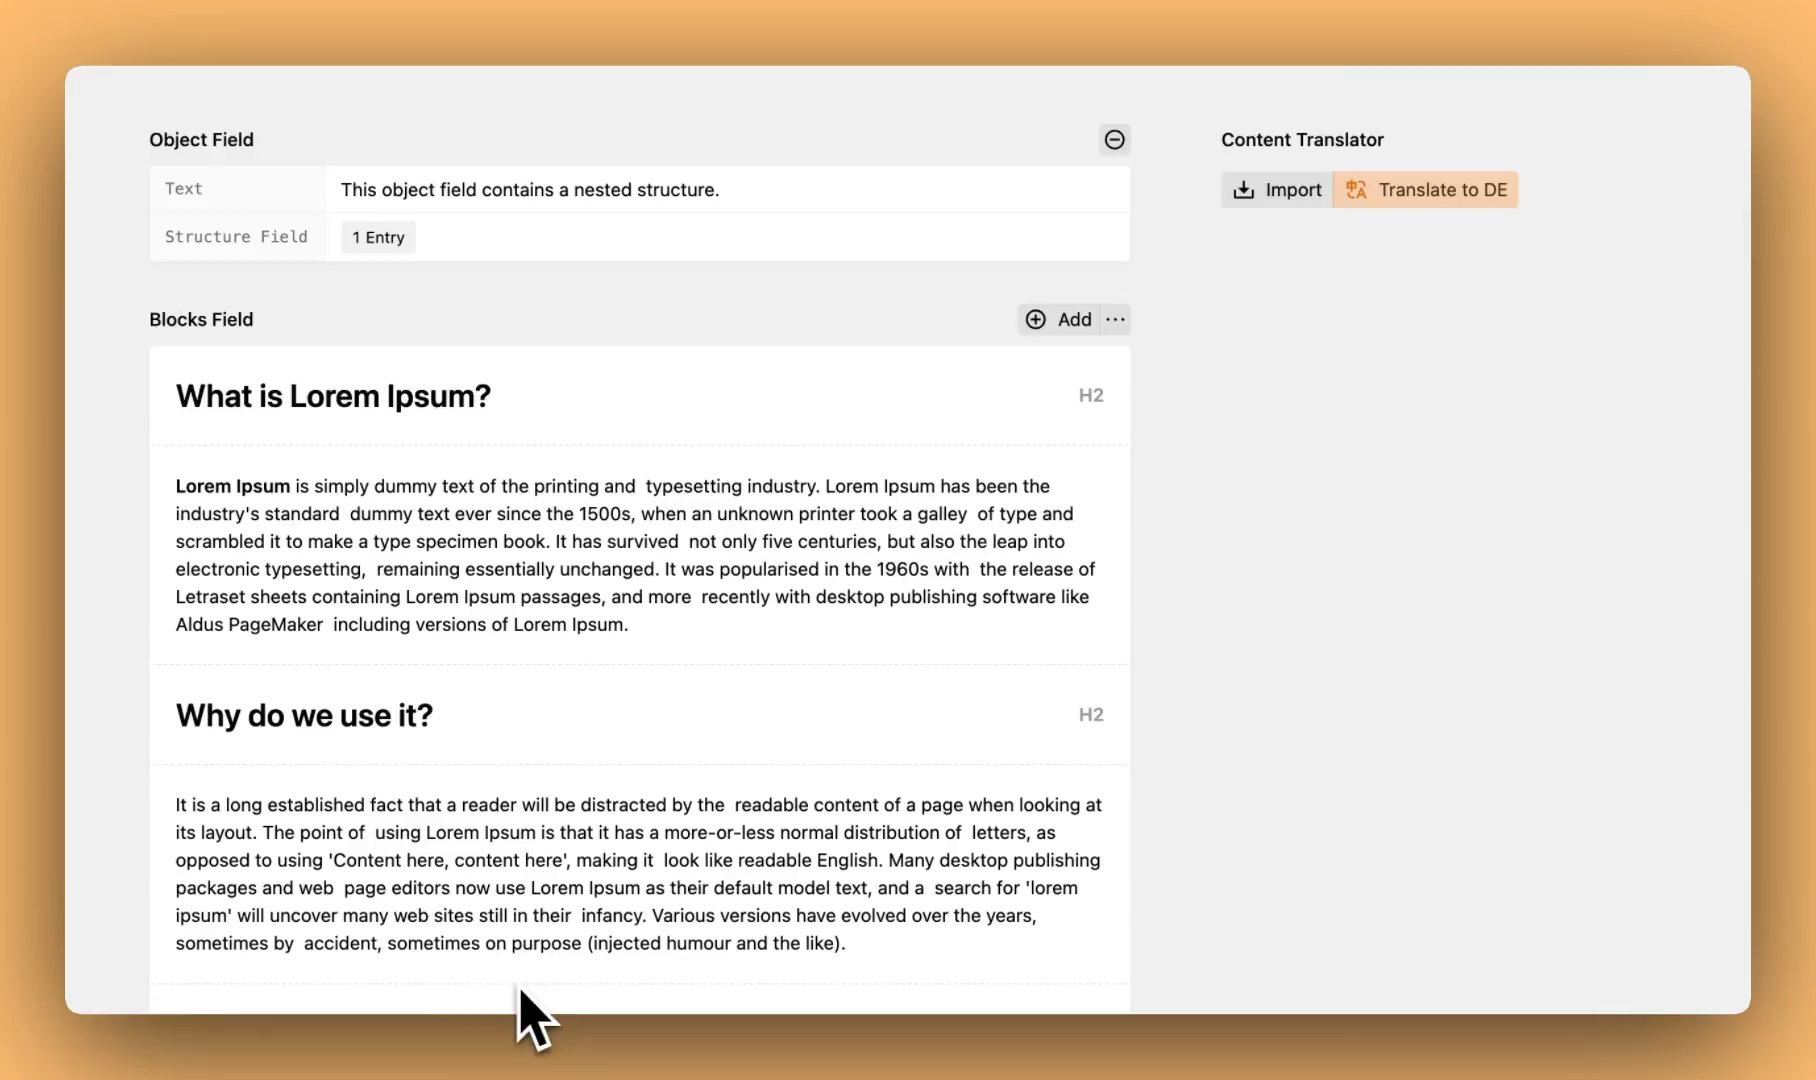 Object Field
Text
This object field contains a nested structure.
Structure Field
1 Entry
Content Translator
Import
Translate to DE
Blocks Field
Add
What is Lorem Ipsum?
H2
Lorem Ipsum is simply dummy text of the printing and  typesetting industry. Lorem Ipsum has been the
industry's standard  dummy text ever since the 1500s, when an unknown printer took a galley  of type and
scrambled it to make a type specimen book. It has survived  not only five centuries, but also the leap into
electronic typesetting,  remaining essentially unchanged. It was popularised in the 1960s with  the release of
Letraset sheets containing Lorem Ipsum passages, and more  recently with desktop publishing software like
Aldus PageMaker  including versions of Lorem Ipsum.
Why do we use it?
H2
It is a long established fact that a reader will be distracted by the  readable content of a page when looking at
its layout. The point of  using Lorem Ipsum is that it has a more-or-less normal distribution of  letters, as
opposed to using 'Content here, content here', making it  look like readable English. Many desktop publishing
packages and web  page editors now use Lorem Ipsum as their default model text, and a  search for 'lorem
ipsum' will uncover many web sites still in their  infancy. Various versions have evolved over the years,
sometimes by  accident, sometimes on purpose (injected humour and the like).